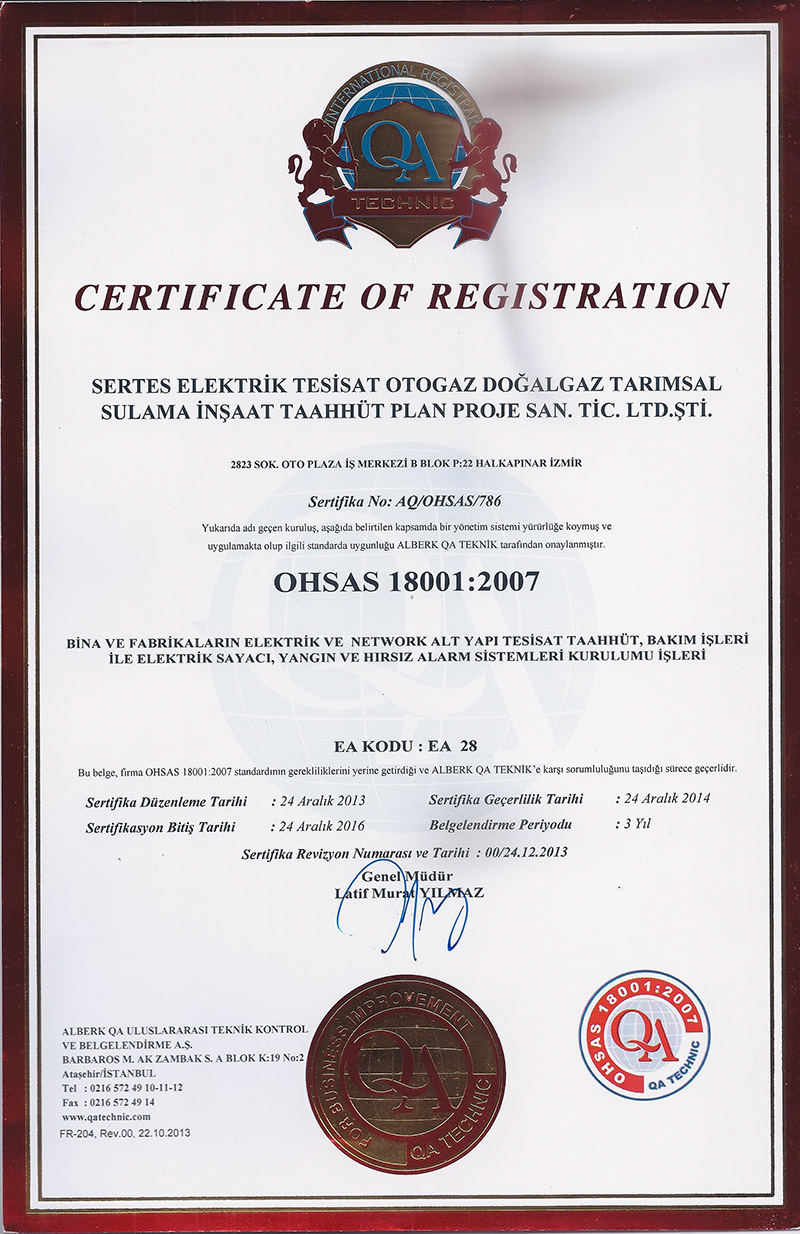 INTERNATIONAL REGISTRAR
QA
TECHNIC
CERTIFICATE OF REGISTRATION
SERTES ELEKTRİK TESİSAT OTOGAZ DOĞALGAZ TARIMSAL
SULAMA İNŞAAT TAAHHÜT PLAN PROJE SAN. TİC. LTD.ŞTİ.
2823 SOK. OTO PLAZA İŞ MERKEZİ B BLOK P:22 HALKAPINAR İZMİR
Sertifika No: AQ/OHSAS/786
Yukarıda adı geçen kuruluş, aşağıda belirtilen kapsamda bir yönetim sistemi yürürlüğe koymuş ve
uygulamakta olup ilgili standarda uygunluğu ALBERK QA TEKNİK tarafından onaylanmıştır.
OHSAS 18001:2007
BİNA VE FABRİKALARIN ELEKTRİK VE NETWORK ALT YAPI TESİSAT TAAHHÜT, BAKIM İŞLERİ
İLE ELEKTRİK SAYACI, YANGIN VE HIRSIZ ALARM SİSTEMLERİ KURULUMU İŞLERİ
EA KODU : EA 28
Bu belge, firma OHSAS 18001:2007 standardının gerekliliklerini yerine getirdiği ve ALBERK QA TEKNİK'e karşı sorumluluğunu taşıdığı sürece geçerlidir.
Sertifika Düzenleme Tarihi : 24 Aralık 2013 Sertifika Geçerlilik Tarihi : 24 Aralık 2014
Sertifikasyon Bitiş Tarihi : 24 Aralık 2016 Belgelendirme Periyodu : 3 Yıl
Sertifika Revizyon Numarası ve Tarihi : 00/24.12.2013
Genel Müdür
Latif Murat YILMAZ
ALBERK QA ULUSLARARASI TEKNİK KONTROL
VE BELGELENDİRME A.Ş.
BARBAROS M. AK ZAMBAK S. A BLOK K:19 No:2
Ataşehir/İSTANBUL
Tel : 0216 572 49 10-11-12
Fax : 0216 572 49 14
www.qatechnic.com
FR-204, Rev.00, 22.10.2013
FOR BUSINESS IMPROVEMENT
QA
QA TECHNIC
OHSAS 18001:2007
QA
QA TECHNIC